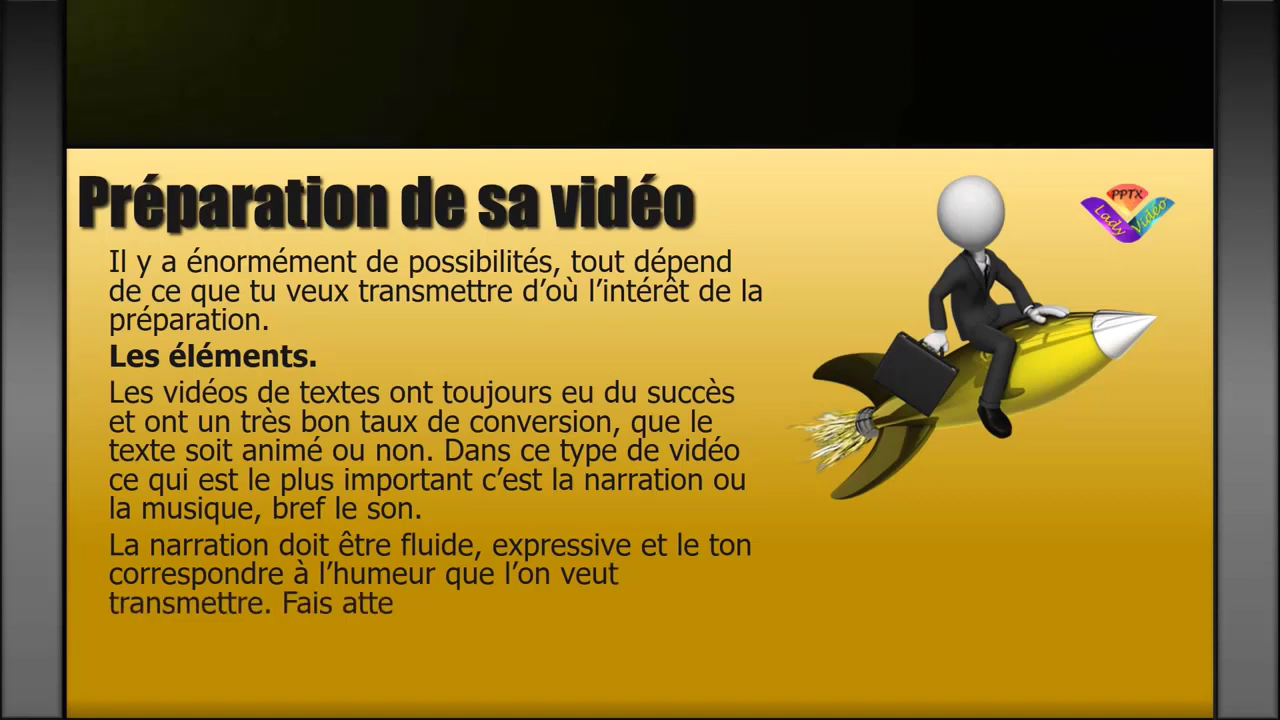 Préparation de sa vidéo
Il y a énormément de possibilités, tout dépend
de ce que tu veux transmettre d’où l’intérêt de la
préparation.
Les éléments.
Les vidéos de textes ont toujours eu du succès
et ont un très bon taux de conversion, que le
texte soit animé ou non. Dans ce type de vidéo
ce qui est le plus important c’est la narration ou
la musique, bref le son.
La narration doit être fluide, expressive et le ton
correspondre à l’humeur que l’on veut
transmettre. Fais atte
PPTX
Lady Vidéo